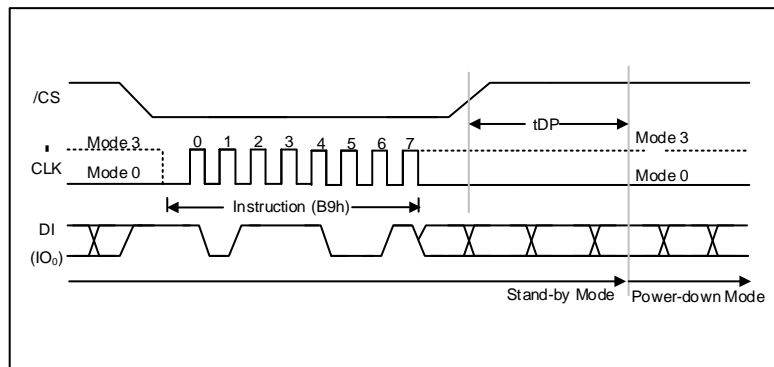 /CS
tDP
Mode 3 0 1 2 3 4 5 6 7 Mode 3
CLK
Mode 0 Mode 0
Instruction (B9h)
DI
(IO₀)
Stand-by Mode Power-down Mode